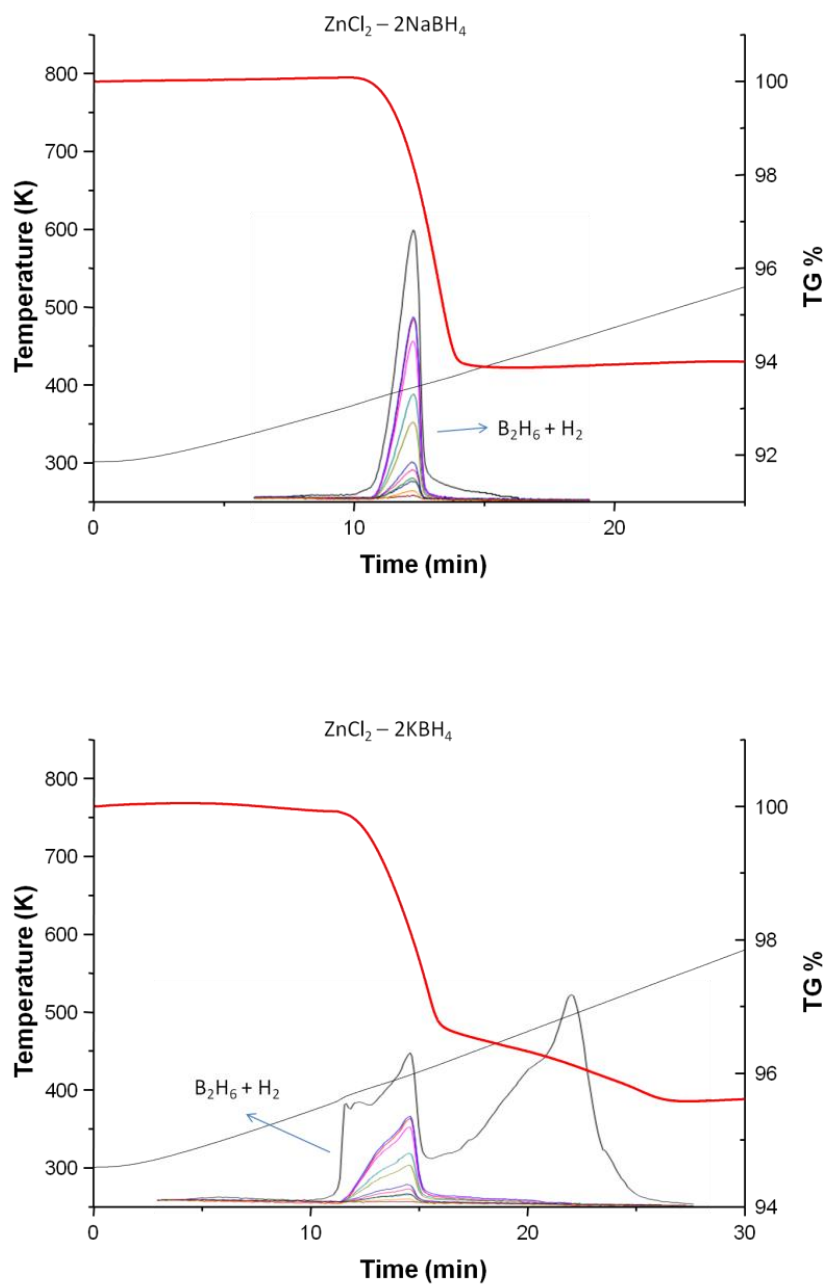 ZnCl₂ – 2NaBH₄
800
700
600
500
400
300
Temperature (K)
100
98
96
94
92
TG %
B₂H₆ + H₂
0
10
20
Time (min)
ZnCl₂ – 2KBH₄
800
700
600
500
400
300
Temperature (K)
100
98
96
94
TG %
B₂H₆ + H₂
0
10
20
30
Time (min)